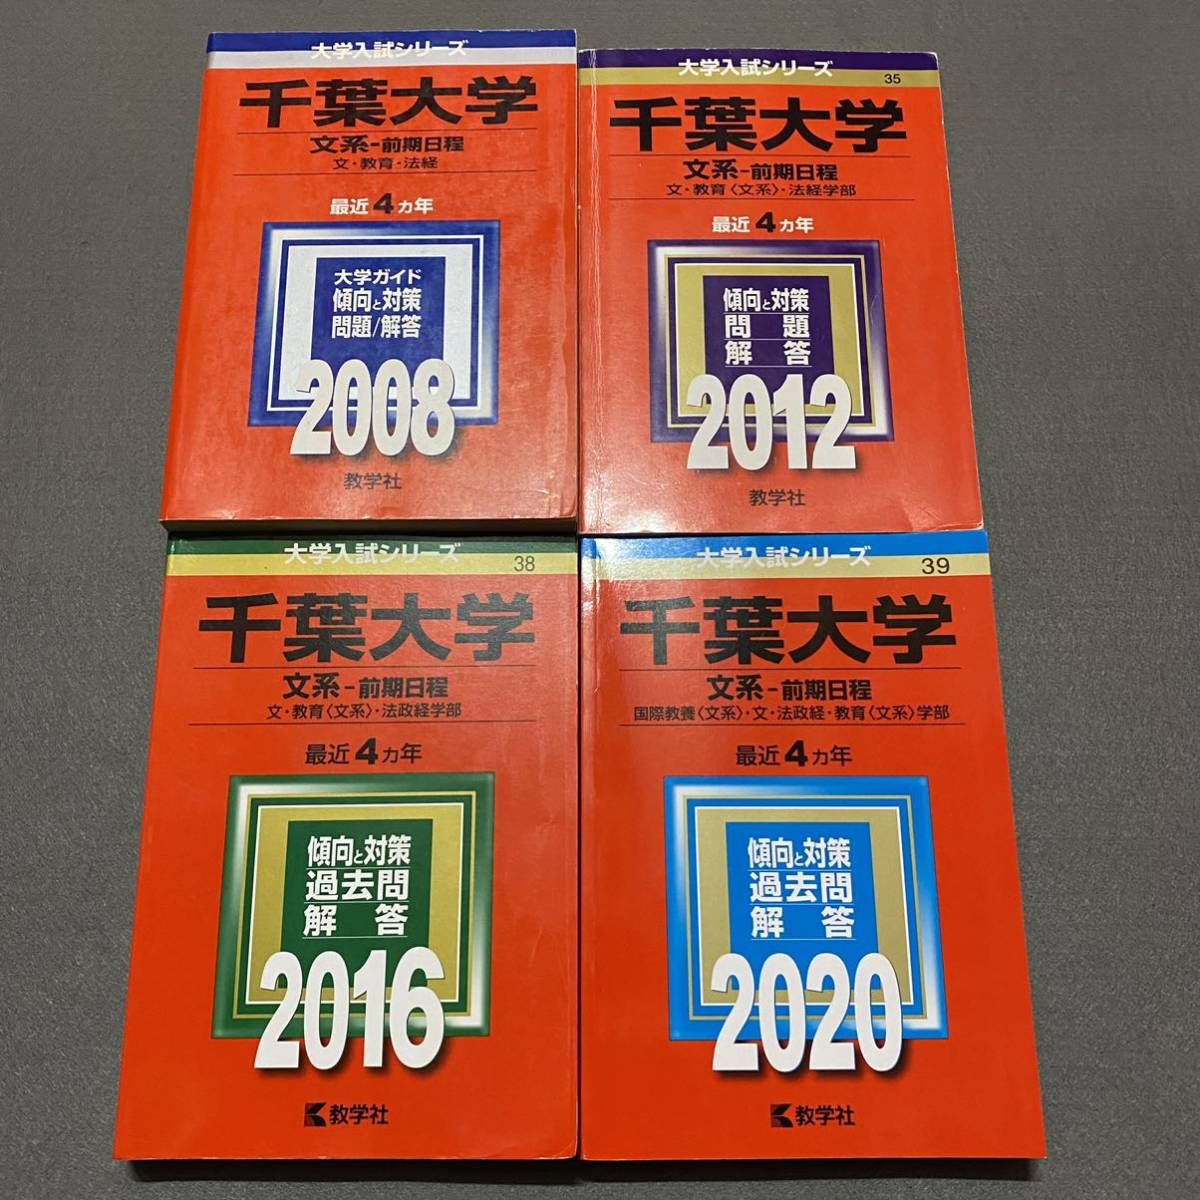 大学入試シリーズ
千葉大学
文系-前期日程
文・教育・法経
最近4カ年
大学ガイド
傾向と対策
問題/解答
2008
教学社
大学入試シリーズ
35
千葉大学
文系-前期日程
文・教育〈文系〉・法経学部
最近4カ年
傾向と対策
問題
解答
2012
教学社
大学入試シリーズ
38
千葉大学
文系-前期日程
文・教育〈文系〉・法政経学部
最近4カ年
傾向と対策
過去問
解答
2016
教学社
大学入試シリーズ
39
千葉大学
文系-前期日程
国際教養〈文系〉・文・法政経・教育〈文系〉学部
最近4カ年
傾向と対策
過去問
解答
2020
教学社